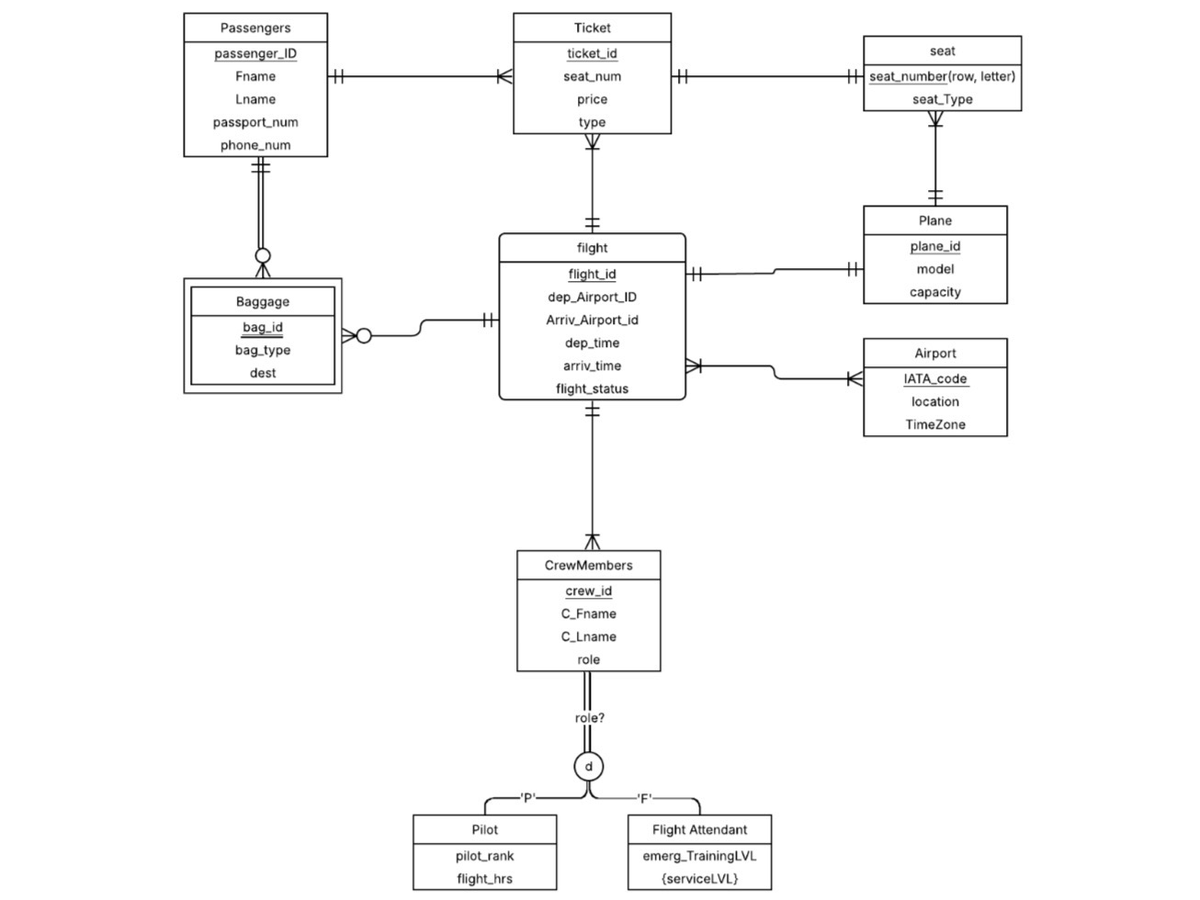 Passengers
passenger_ID
Fname
Lname
passport_num
phone_num
Ticket
ticket_id
seat_num
price
type
seat
seat_number(row, letter)
seat_Type
Plane
plane_id
model
capacity
filght
flight_id
dep_Airport_ID
Arriv_Airport_id
dep_time
arriv_time
flight_status
Baggage
bag_id
bag_type
dest
Airport
IATA_code
location
TimeZone
CrewMembers
crew_id
C_Fname
C_Lname
role
role?
d
'P'
'F'
Pilot
pilot_rank
flight_hrs
Flight Attendant
emerg_TrainingLVL
{serviceLVL}